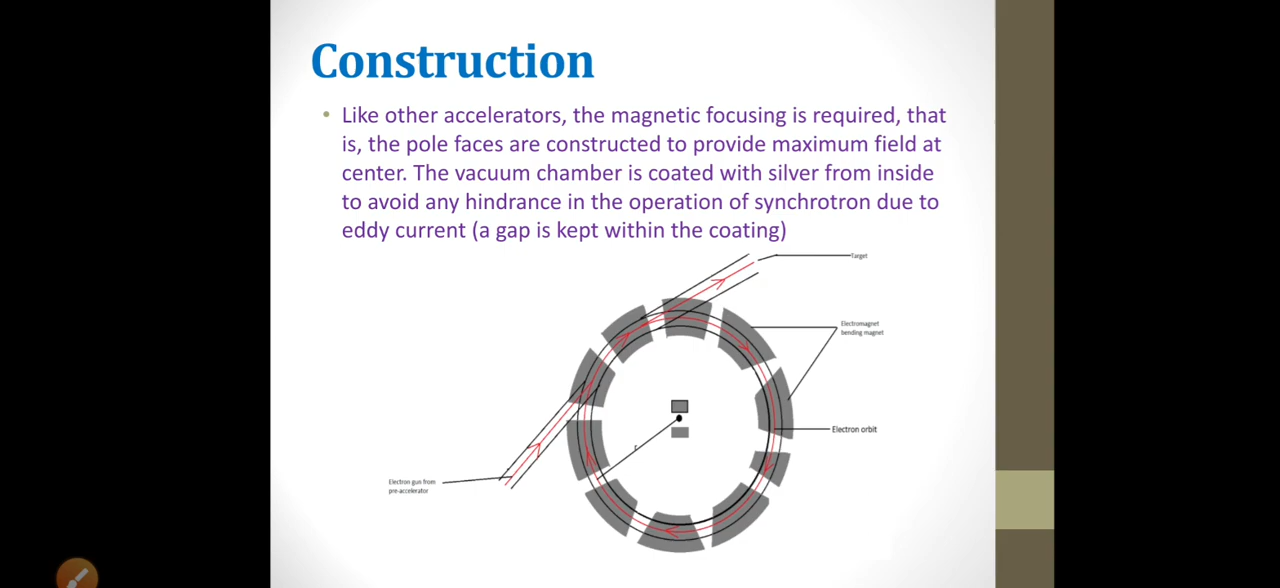 Construction
• Like other accelerators, the magnetic focusing is required, that
is, the pole faces are constructed to provide maximum field at
center. The vacuum chamber is coated with silver from inside
to avoid any hindrance in the operation of synchrotron due to
eddy current (a gap is kept within the coating)
Target
Electromagnet
bending magnet
r
Electron orbit
Electron gun from
pre-accelerator